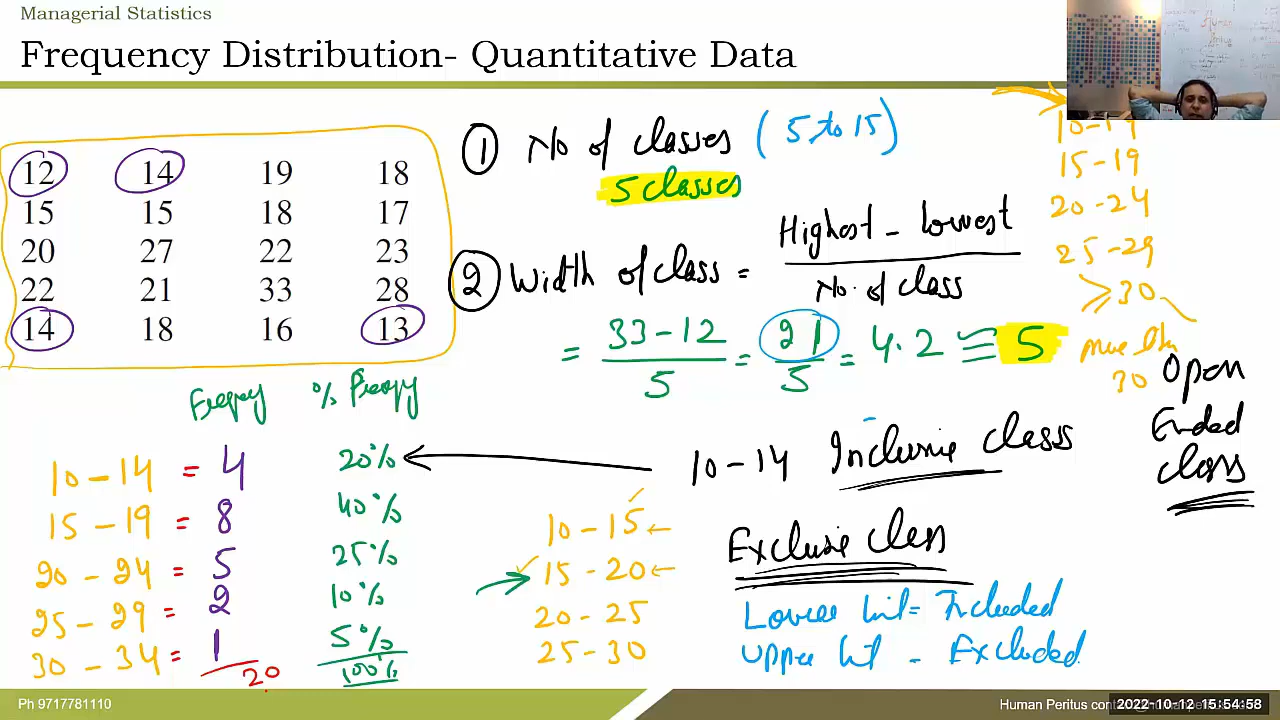 Managerial Statistics
Frequency Distribution- Quantitative Data
12 14 19 18
15 15 18 17
20 27 22 23
22 21 33 28
14 18 16 13
① No of classes (5 to 15)
5 classes
② Width of class = Highest - lowest / No. of class
= 33-12 / 5 = 21 / 5 = 4.2 ≅ 5
15-19
20-24
25-29
≥30
30
Open
Ended
class
% 
10-14 = 4 20%
15-19 = 8 40%
20-24 = 5 25%
25-29 = 2 10%
30-34 = 1 5%
20 100%
10-14 Inclusive class
10-15
15-20
20-25
25-30
Exclusive class
Lower limit = Included
Upper limit - Excluded
Ph 9717781110
Human Peritus
2022-10-12 15:54:58